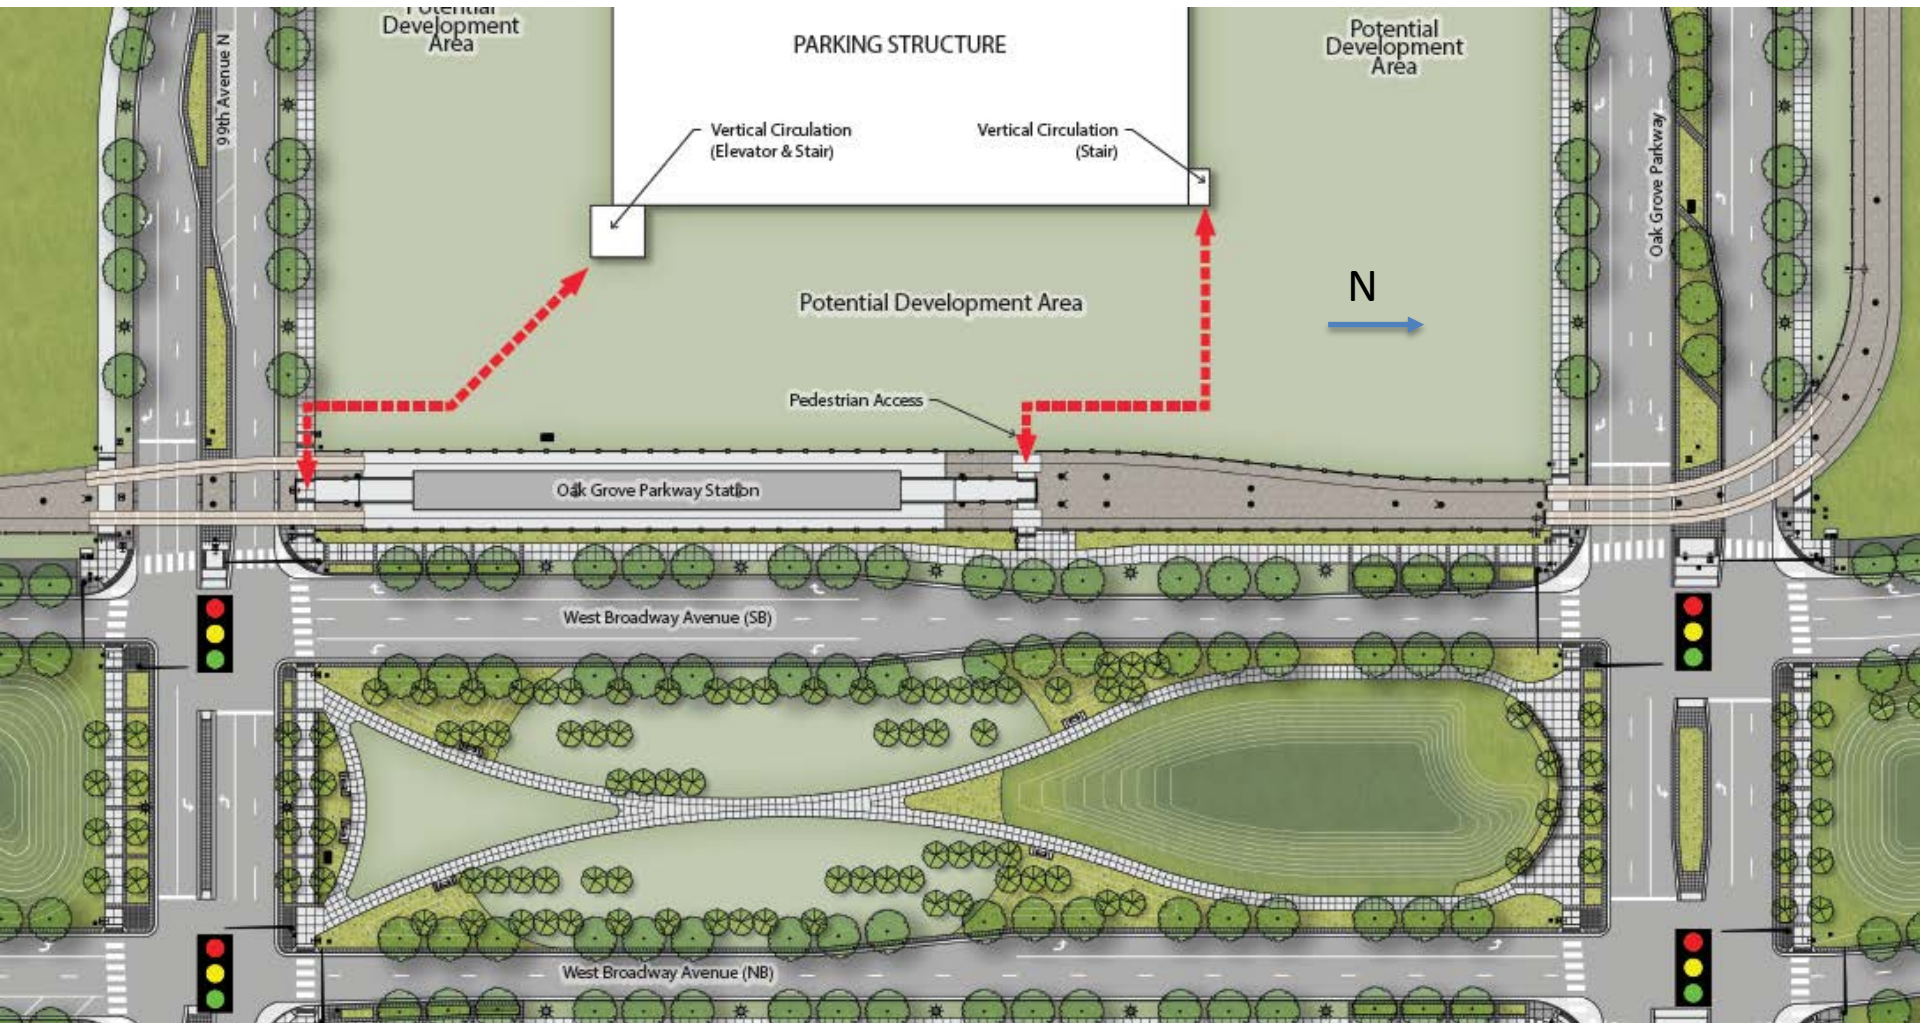 Potential
Development
Area
PARKING STRUCTURE
Potential
Development
Area
99th Avenue N
Vertical Circulation
(Elevator & Stair)
Vertical Circulation
(Stair)
Oak Grove Parkway
N
Potential Development Area
Pedestrian Access
Oak Grove Parkway Station
West Broadway Avenue (SB)
West Broadway Avenue (NB)